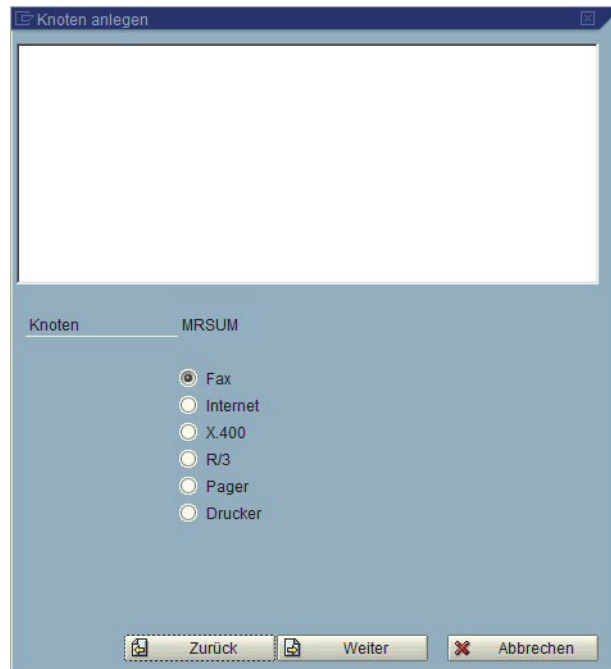 Knoten anlegen
Knoten MRSUM
Fax
Internet
X.400
R/3
Pager
Drucker
Zurück Weiter Abbrechen